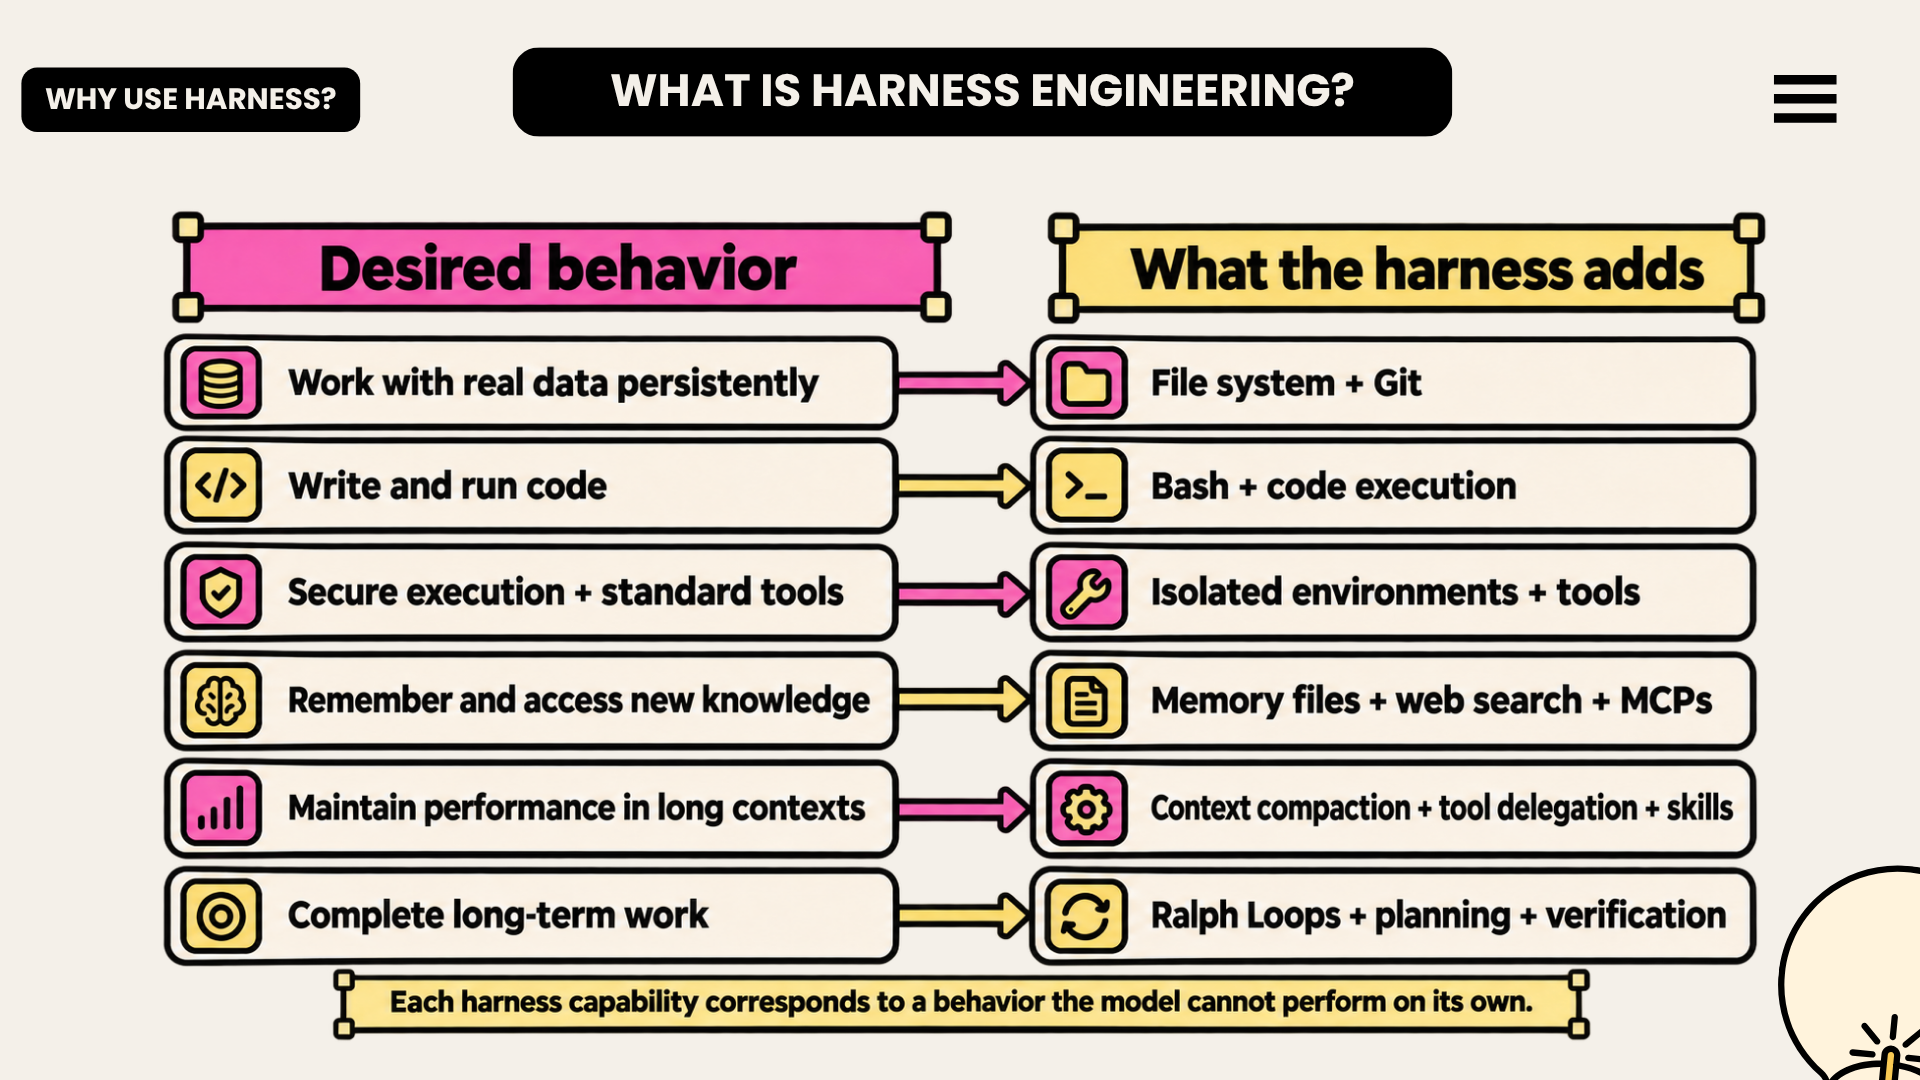 WHY USE HARNESS?
WHAT IS HARNESS ENGINEERING?
Desired behavior
What the harness adds
Work with real data persistently
File system + Git
Write and run code
Bash + code execution
Secure execution + standard tools
Isolated environments + tools
Remember and access new knowledge
Memory files + web search + MCPs
Maintain performance in long contexts
Context compaction + tool delegation + skills
Complete long-term work
Ralph Loops + planning + verification
Each harness capability corresponds to a behavior the model cannot perform on its own.